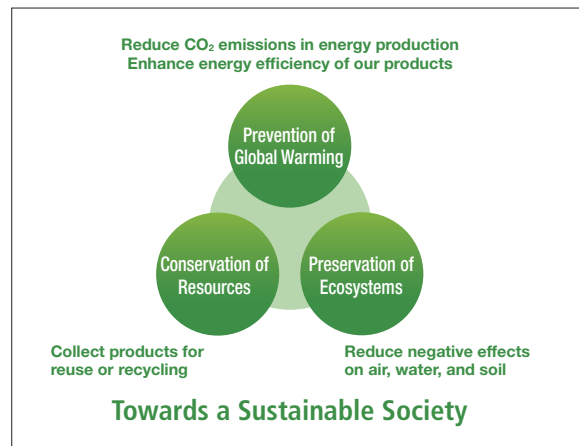 Reduce CO₂ emissions in energy production
Enhance energy efficiency of our products
Prevention of
Global Warming
Conservation of
Resources
Preservation of
Ecosystems
Collect products for
reuse or recycling
Reduce negative effects
on air, water, and soil
Towards a Sustainable Society